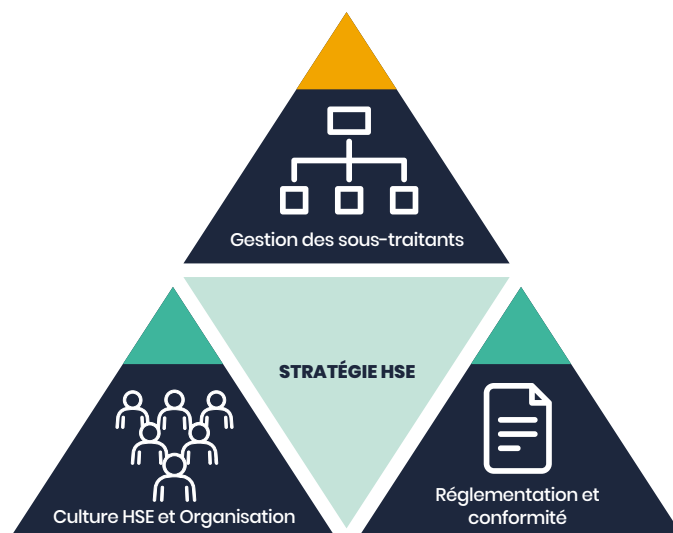 Gestion des sous-traitants
STRATÉGIE HSE
Culture HSE et Organisation
Réglementation et
conformité